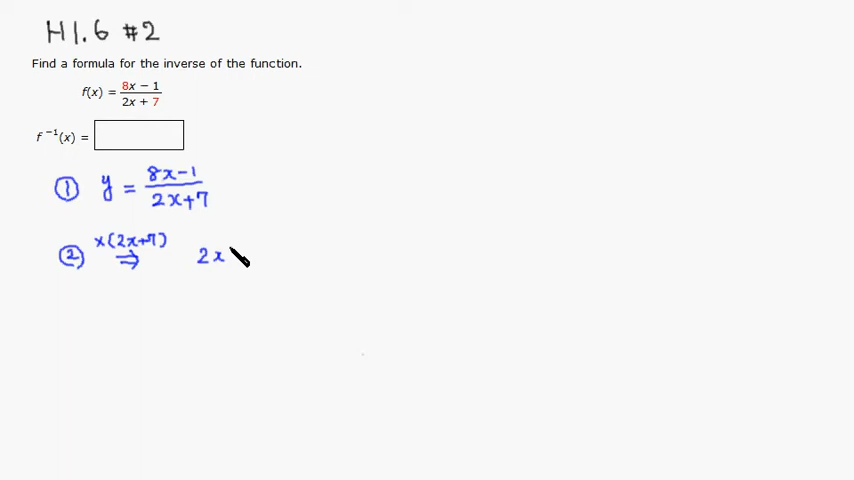 H1.6 #2
Find a formula for the inverse of the function.
f(x) = (8x − 1)/(2x + 7)
f⁻¹(x) =
① y = (8x-1)/(2x+7)
② ×(2x+7) ⇒ 2x